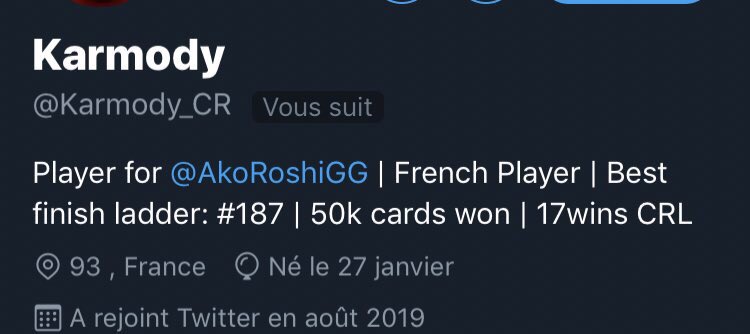 Karmody
@Karmody_CR Vous suit
Player for @AkoRoshiGG | French Player | Best
finish ladder: #187 | 50k cards won | 17wins CRL
93 , France Né le 27 janvier
A rejoint Twitter en août 2019